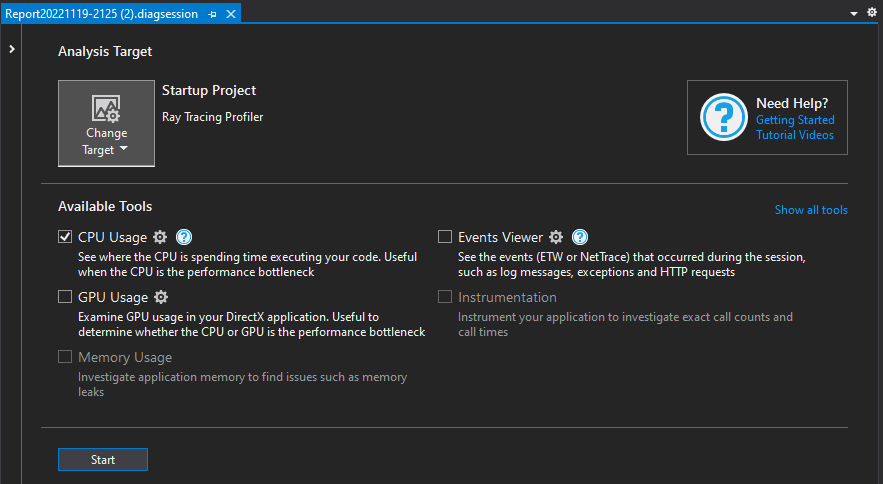 Report20221119-2125 (2).diagsession
Analysis Target
Change
Target
Startup Project
Ray Tracing Profiler
Need Help?
Getting Started
Tutorial Videos
Available Tools
Show all tools
CPU Usage
See where the CPU is spending time executing your code. Useful
when the CPU is the performance bottleneck
Events Viewer
See the events (ETW or NetTrace) that occurred during the session,
such as log messages, exceptions and HTTP requests
GPU Usage
Examine GPU usage in your DirectX application. Useful to
determine whether the CPU or GPU is the performance bottleneck
Instrumentation
Instrument your application to investigate exact call counts and
call times
Memory Usage
Investigate application memory to find issues such as memory
leaks
Start